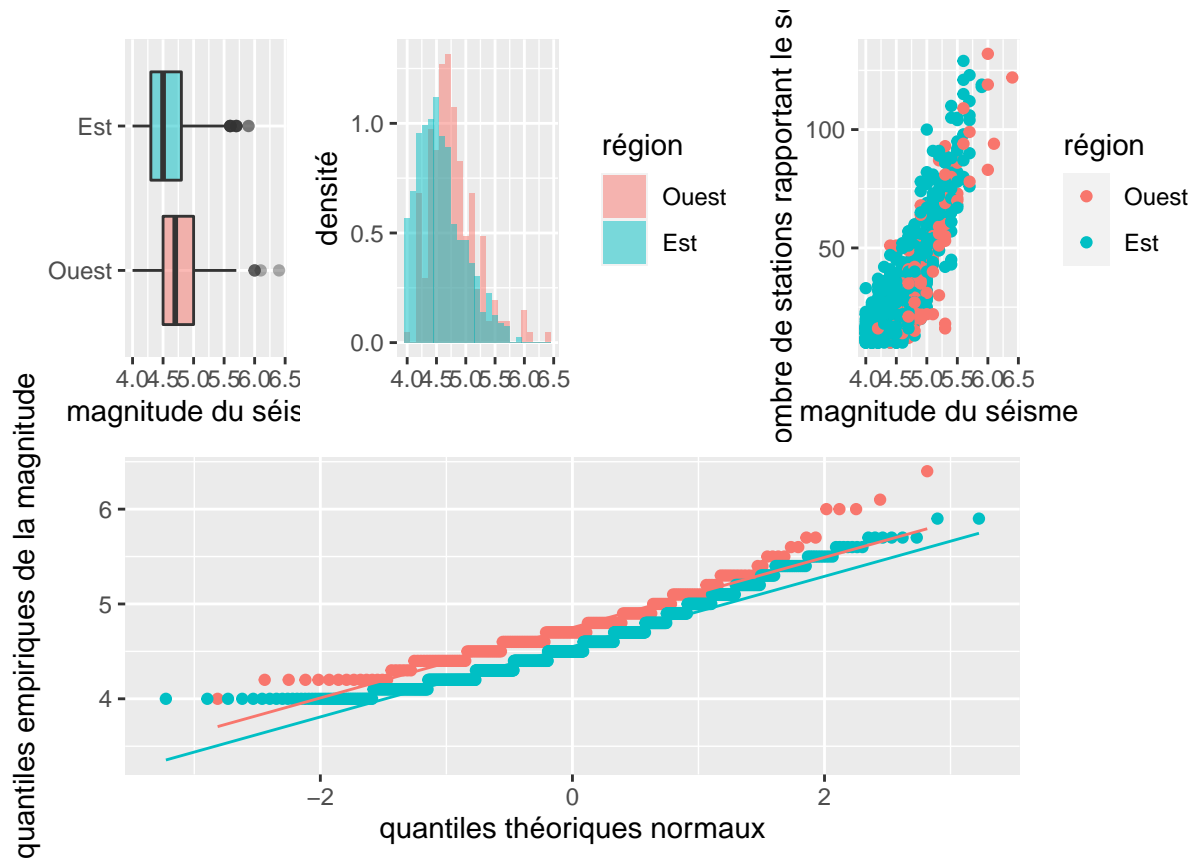 Est
Ouest
4.04.55.05.56.06.5
magnitude du séis
densité
1.0
0.5
0.0
4.04.55.05.56.06.5
région
Ouest
Est
ombre de stations rapportant le s
100
50
4.04.55.05.56.06.5
magnitude du séisme
région
Ouest
Est
quantiles empiriques de la magnitude
6
5
4
−2 0 2
quantiles théoriques normaux